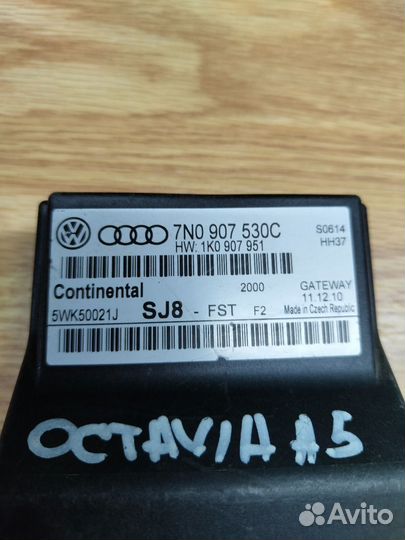 7N0 907 530C
HW: 1K0 907 951
S0614
HH37
Continental 2000 GATEWAY
11.12.10
5WK50021J SJ8 - FST F2 Made in Czech Republic
OCTAVIA A5
Avito